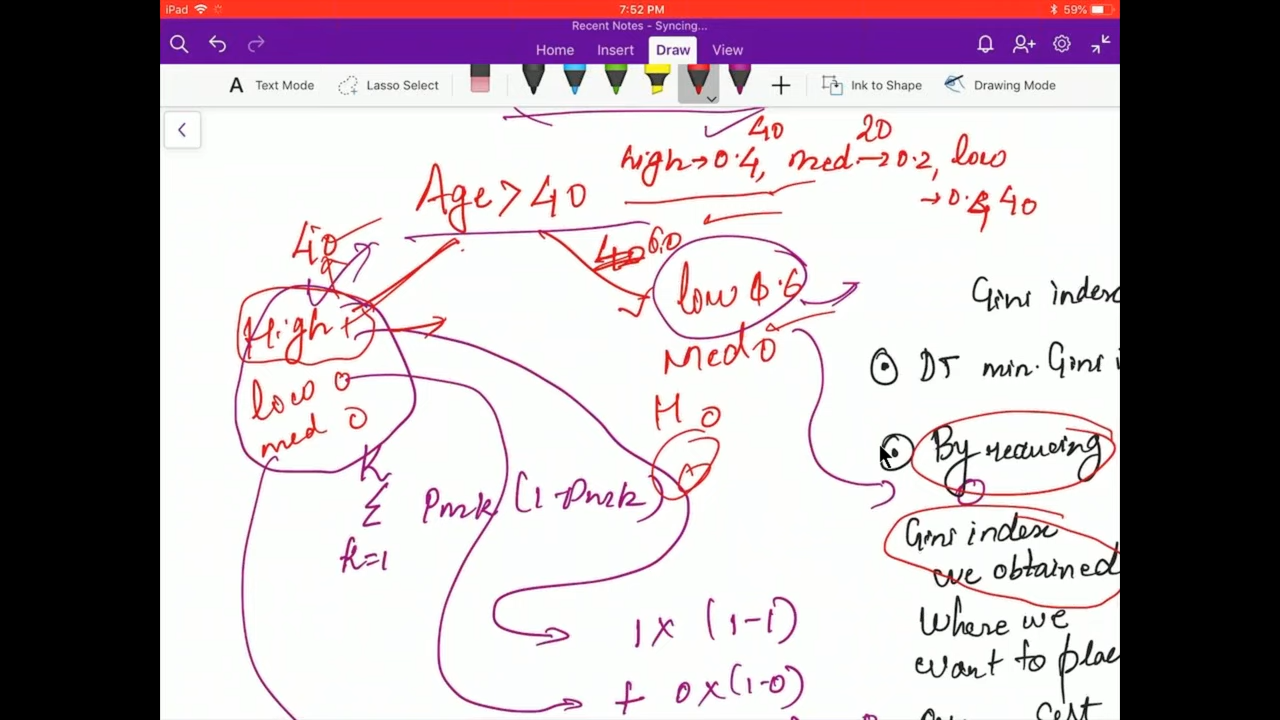 iPad 7:52 PM 59%
Recent Notes - Syncing...
Home Insert Draw View
A Text Mode Lasso Select Ink to Shape Drawing Mode
40 20
high → 0.4, med. → 0.2, low
→ 0. 40
Age > 40
40
40 60
High 1
low 0
med 0
low 0.6
Med 0
H 0
K
Σ Pmk (1-Pmk)
k=1
1 x (1-1)
+ 0 x (1-0)
Gini index
DT min. Gini i
By reducing
Gini index
we obtained
Where we
want to place
cest